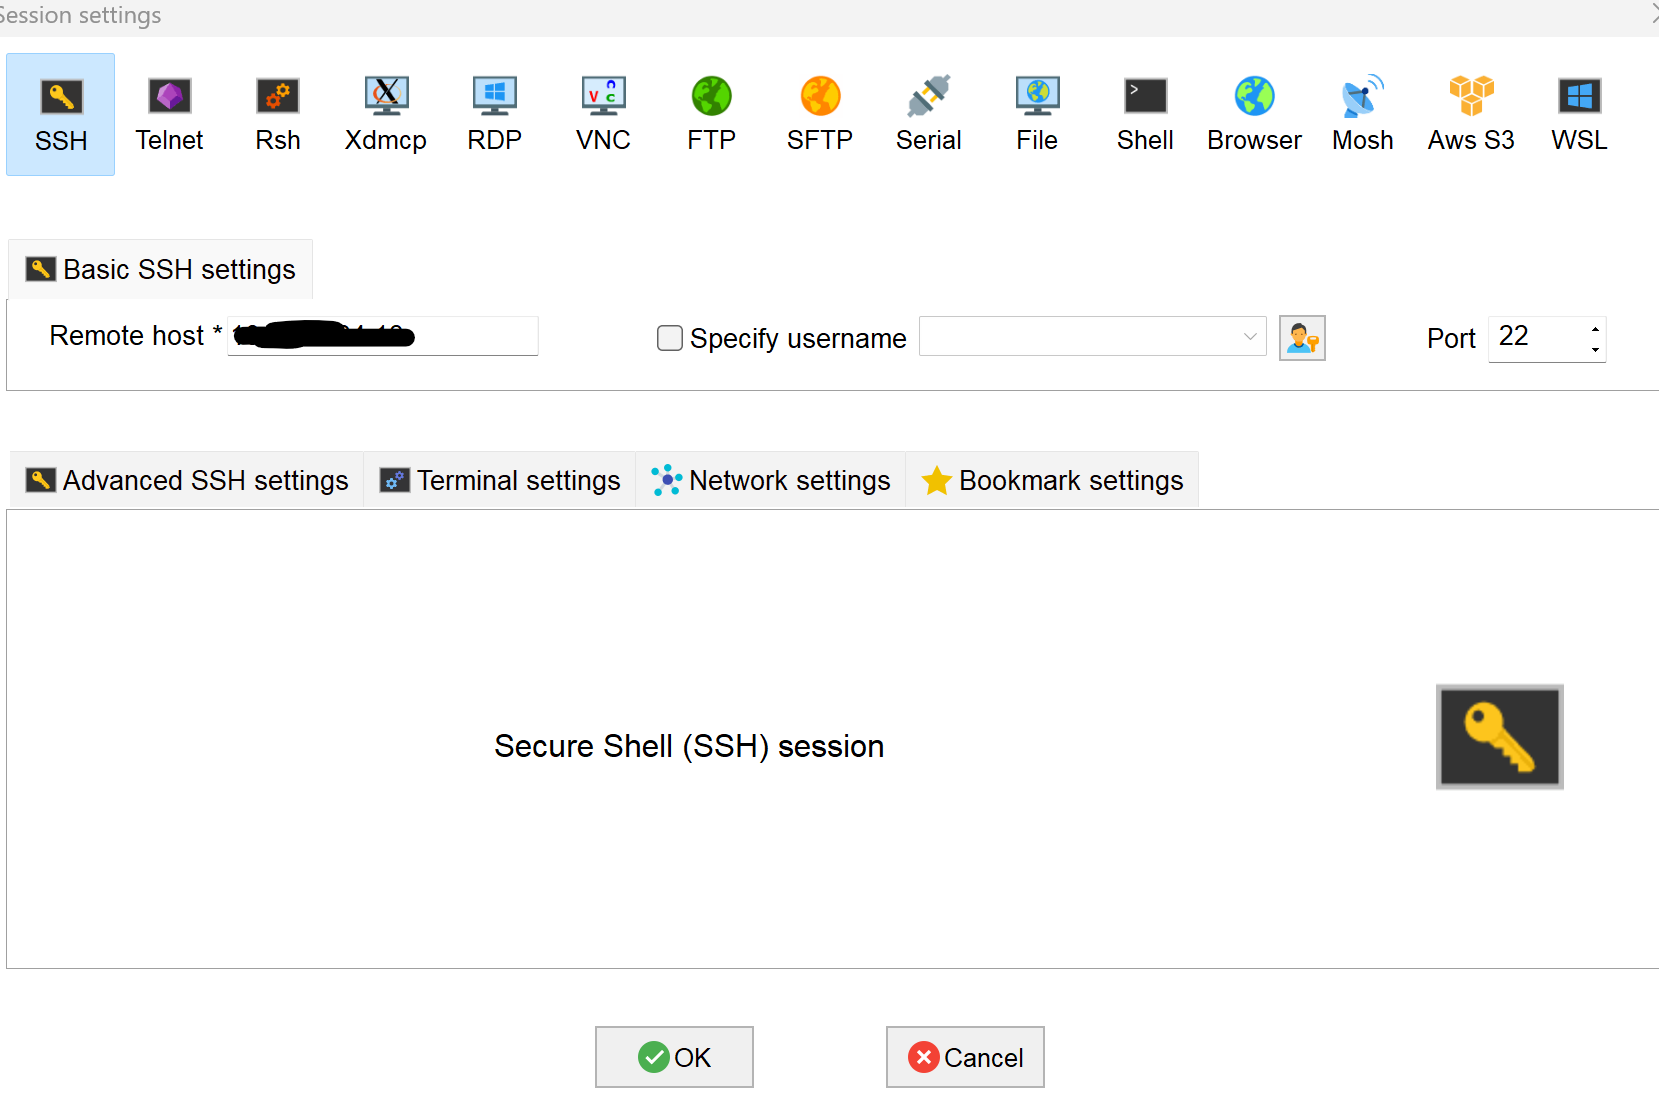 Session settings
SSH Telnet Rsh Xdmcp RDP VNC FTP SFTP Serial File Shell Browser Mosh Aws S3 WSL
Basic SSH settings
Remote host * Specify username Port 22
Advanced SSH settings Terminal settings Network settings Bookmark settings
Secure Shell (SSH) session
OK Cancel